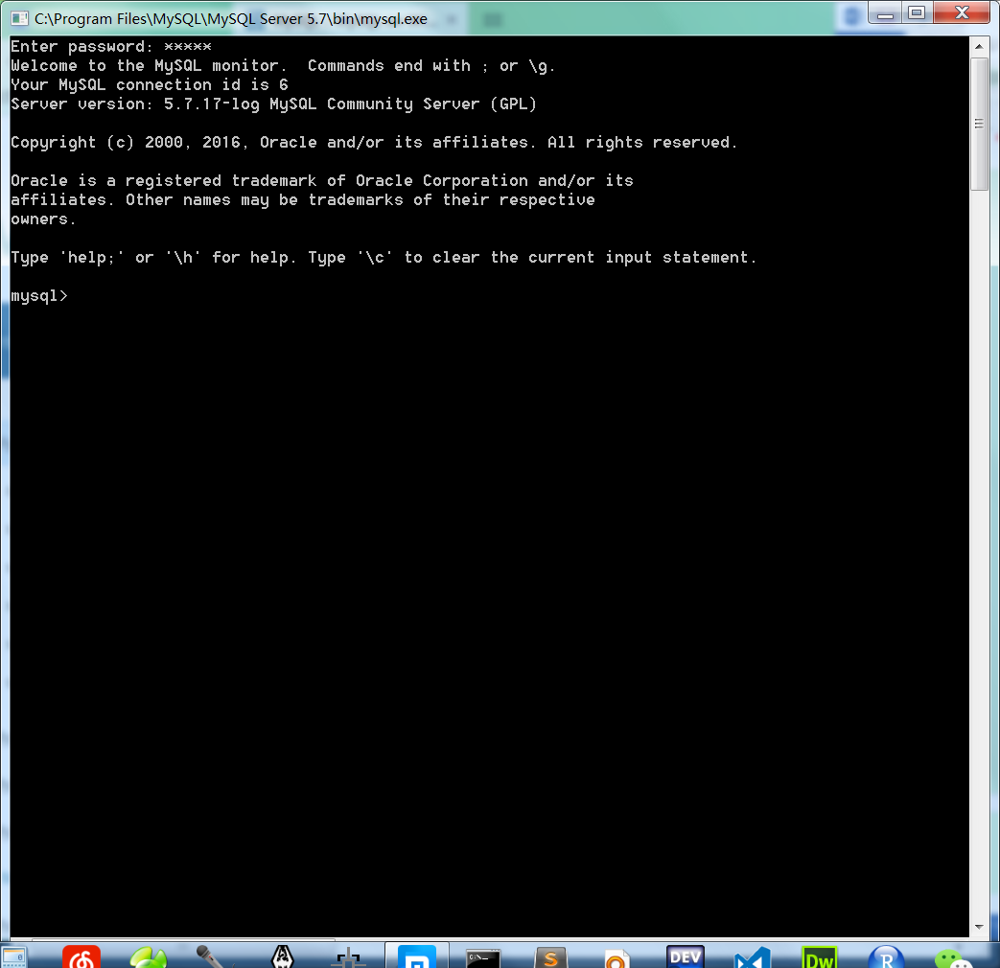 C:\Program Files\MySQL\MySQL Server 5.7\bin\mysql.exe
Enter password: *****
Welcome to the MySQL monitor.  Commands end with ; or \g.
Your MySQL connection id is 6
Server version: 5.7.17-log MySQL Community Server (GPL)
Copyright (c) 2000, 2016, Oracle and/or its affiliates. All rights reserved.
Oracle is a registered trademark of Oracle Corporation and/or its
affiliates. Other names may be trademarks of their respective
owners.
Type 'help;' or '\h' for help. Type '\c' to clear the current input statement.
mysql>
C:\
S
DEV
Dw
R